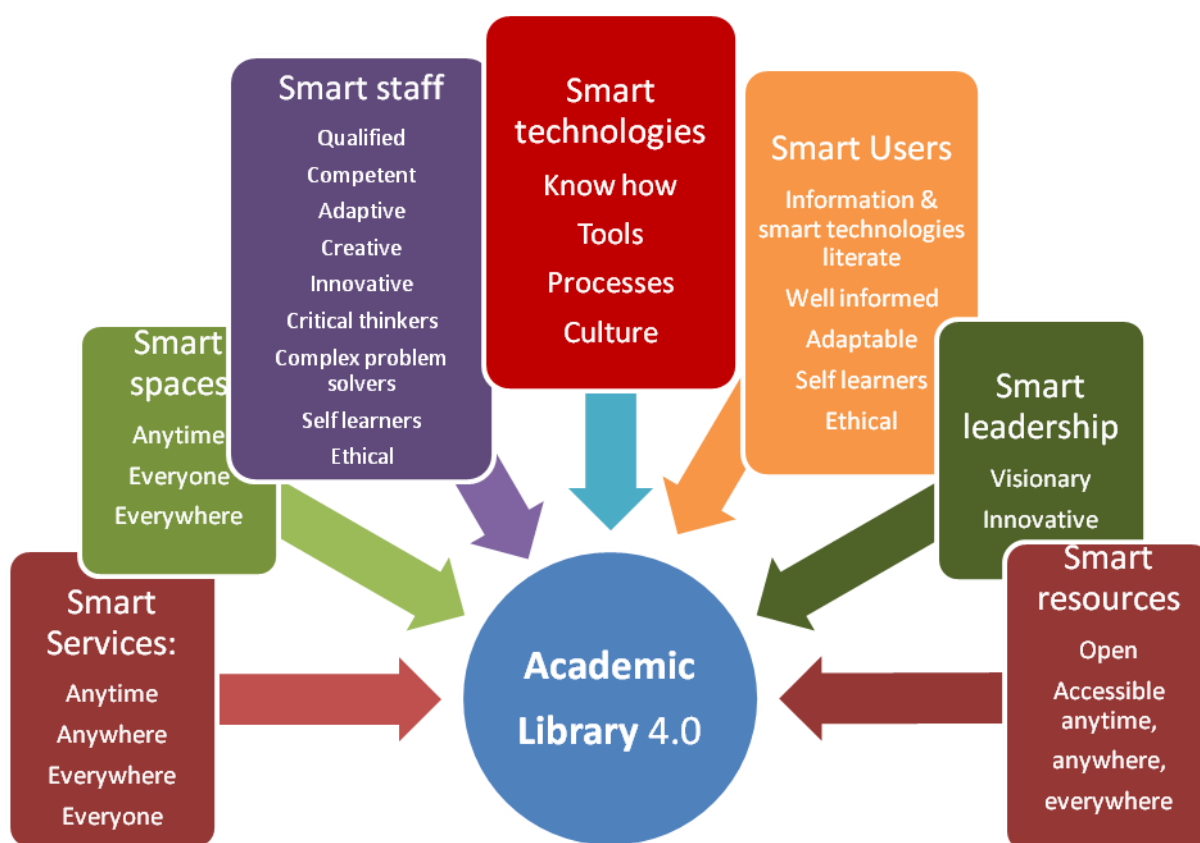 Smart
Services:
Anytime
Anywhere
Everywhere
Everyone
Smart
spaces
Anytime
Everyone
Everywhere
Smart staff
Qualified
Competent
Adaptive
Creative
Innovative
Critical thinkers
Complex problem
solvers
Self learners
Ethical
Smart
technologies
Know how
Tools
Processes
Culture
Smart Users
Information &
smart technologies
literate
Well informed
Adaptable
Self learners
Ethical
Smart
leadership
Visionary
Innovative
Smart
resources
Open
Accessible
anytime,
anywhere,
everywhere
Academic
Library 4.0